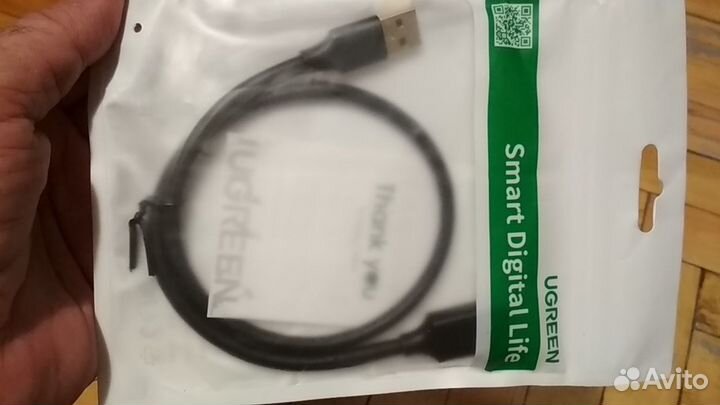 Smart Digital Life
UGREEN
UGREEN
Thank you
Avito